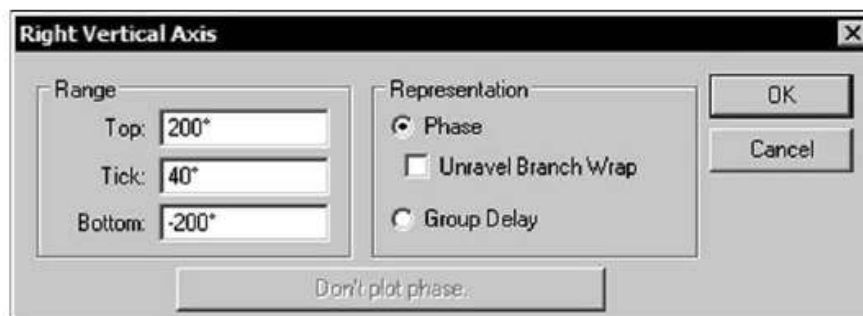 Right Vertical Axis
Range
Top: 200°
Tick: 40°
Bottom: -200°
Representation
Phase
Unravel Branch Wrap
Group Delay
OK
Cancel
Don't plot phase.